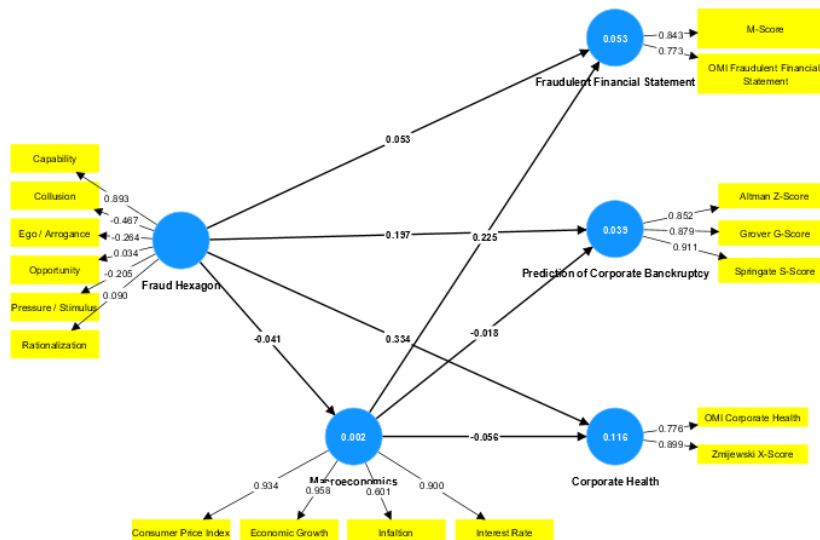 0.053
0.843
M-Score
0.773
OMI Fraudulent Financial
Statement
Fraudulent Financial Statement
0.053
Capability
0.893
Collusion
-0.467
Ego / Arrogance
-0.264
Opportunity
0.034
-0.205
Pressure / Stimulus
0.090
Rationalization
Fraud Hexagon
0.197
0.225
0.039
0.852
Altman Z-Score
0.879
Grover G-Score
0.911
Springate S-Score
Prediction of Corporate Banckruptcy
-0.041
0.334
-0.018
0.002
-0.056
0.116
0.776
OMI Corporate Health
0.899
Zmijewski X-Score
Macroeconomics
Corporate Health
0.934
0.958
0.601
0.900
Consumer Price Index
Economic Growth
Infaltion
Interest Rate